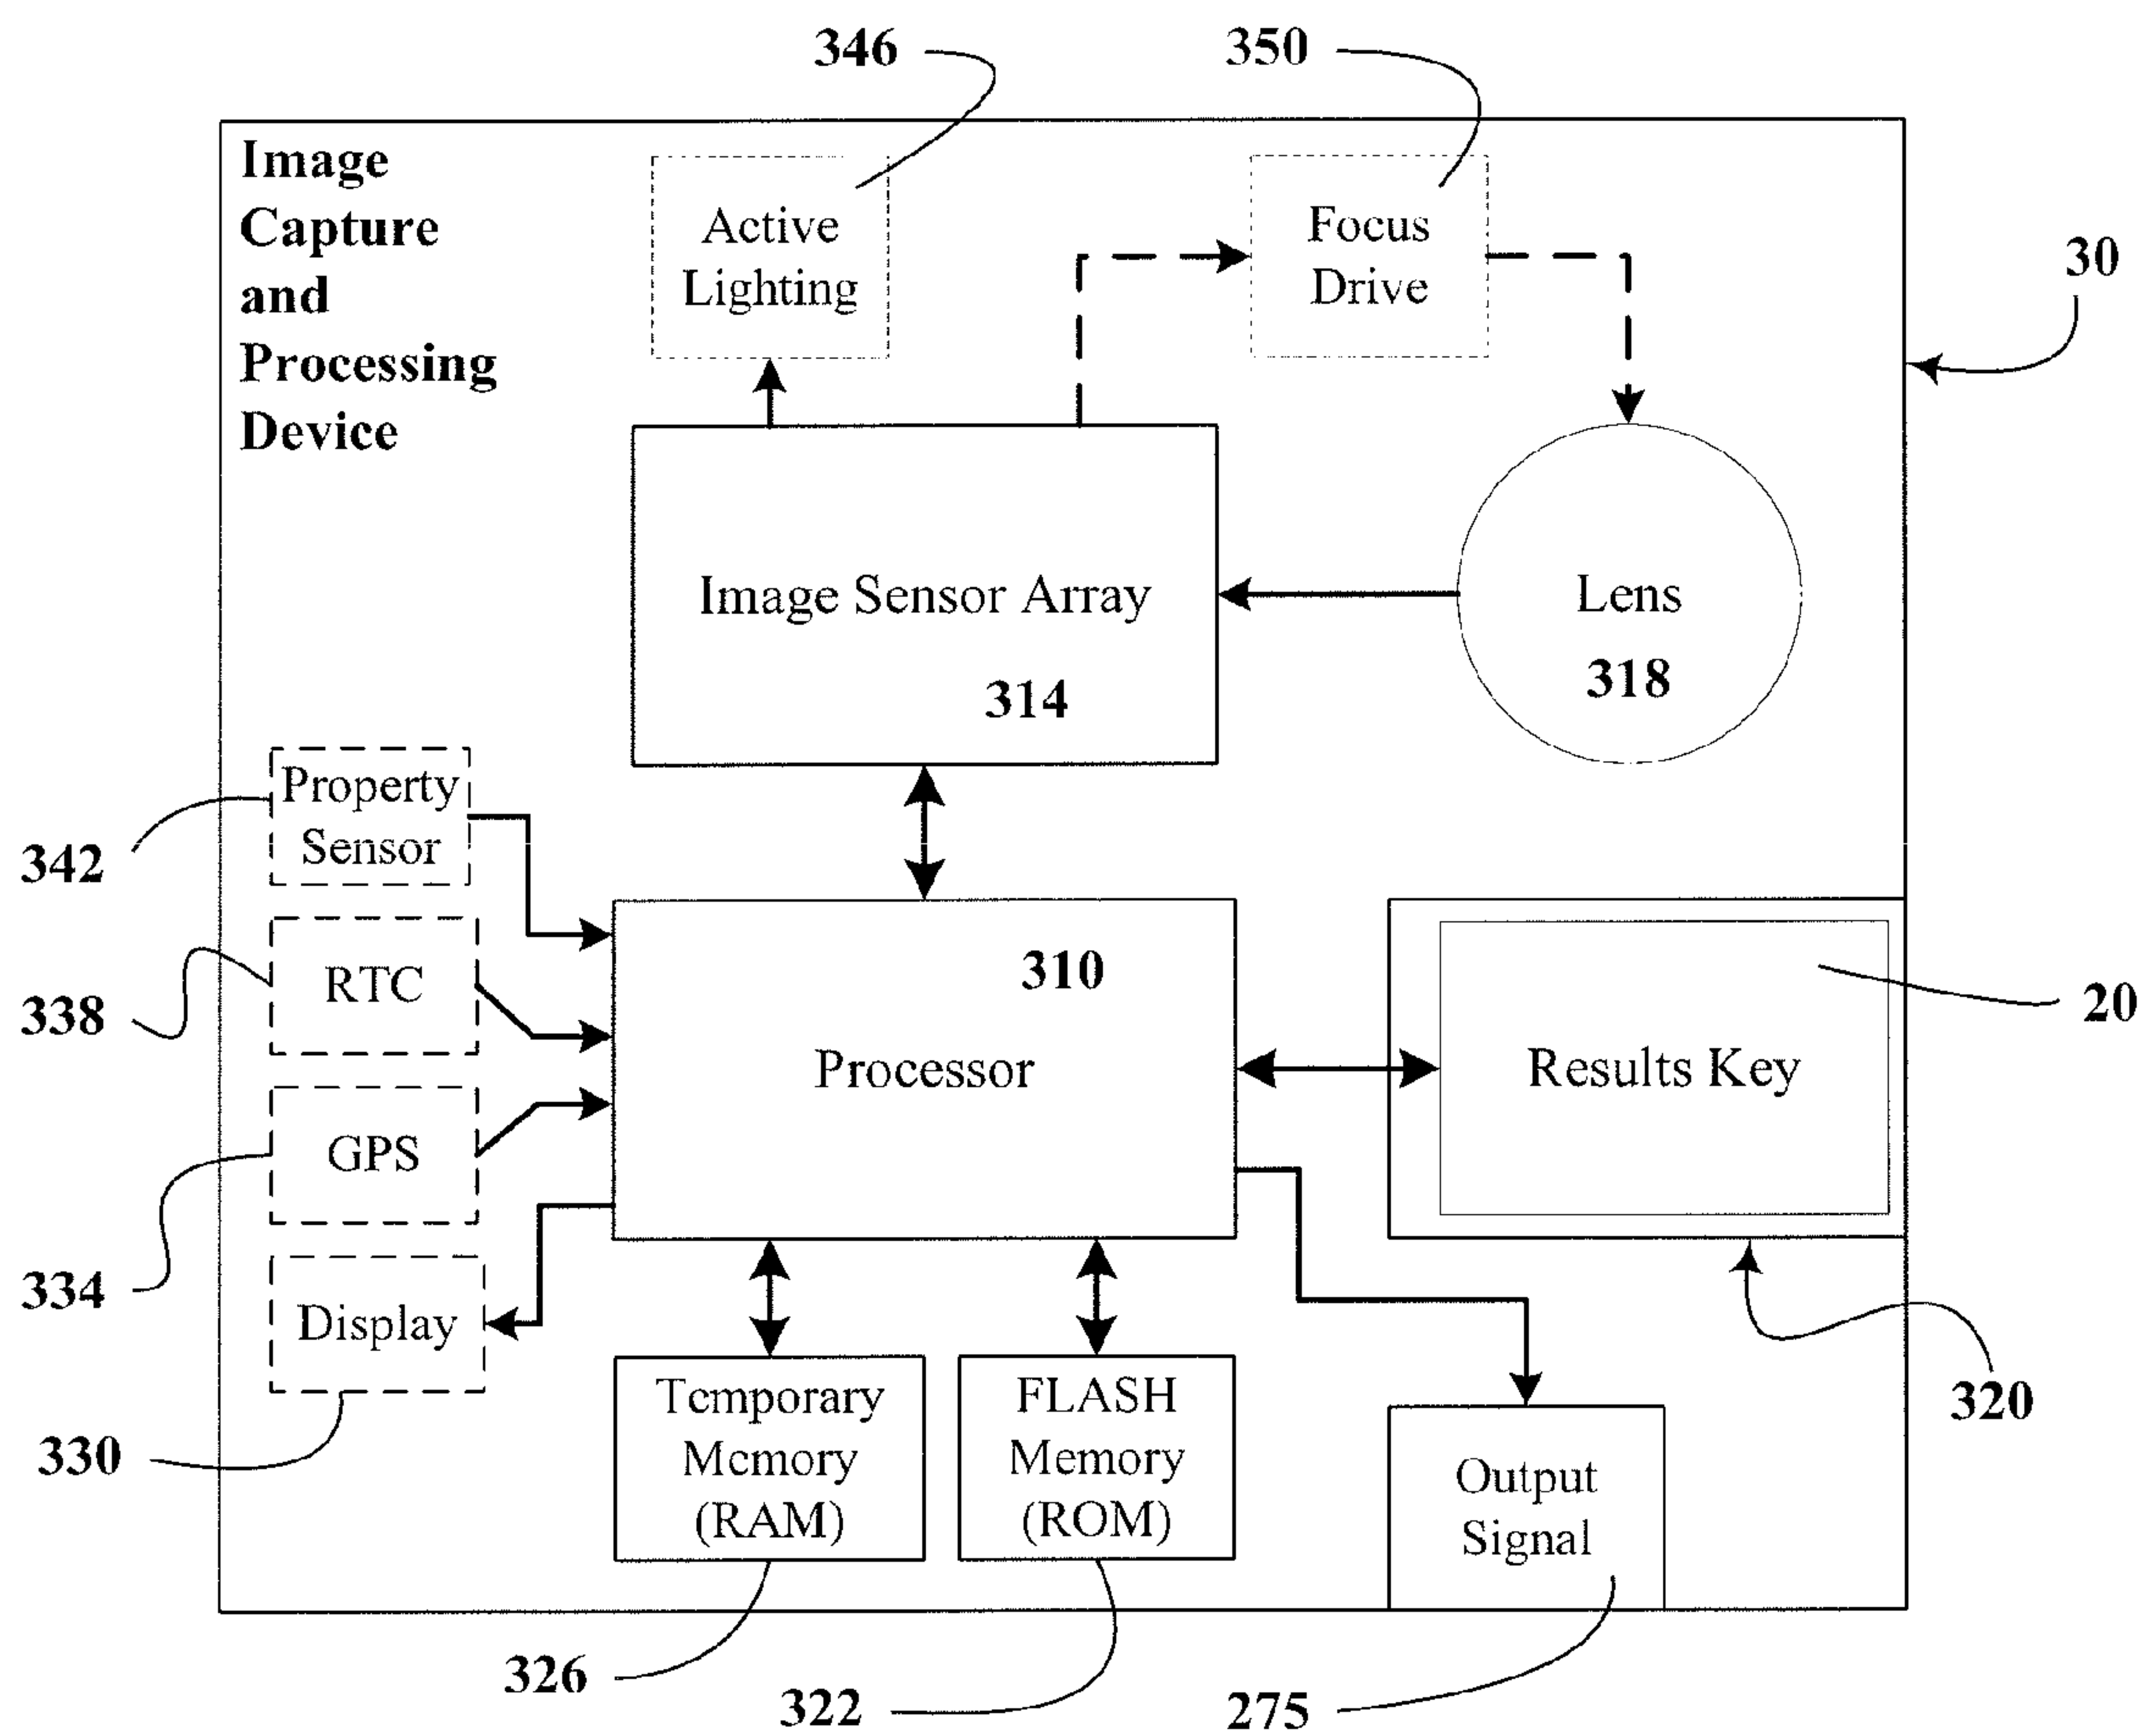 346
350
Image
Capture
and
Processing
Device
Active
Lighting
Focus
Drive
30
Image Sensor Array
314
Lens
318
Property
Sensor
342
RTC
338
GPS
334
Display
330
310
Processor
Results Key
20
320
Temporary
Memory
(RAM)
FLASH
Memory
(ROM)
Output
Signal
326
322
275